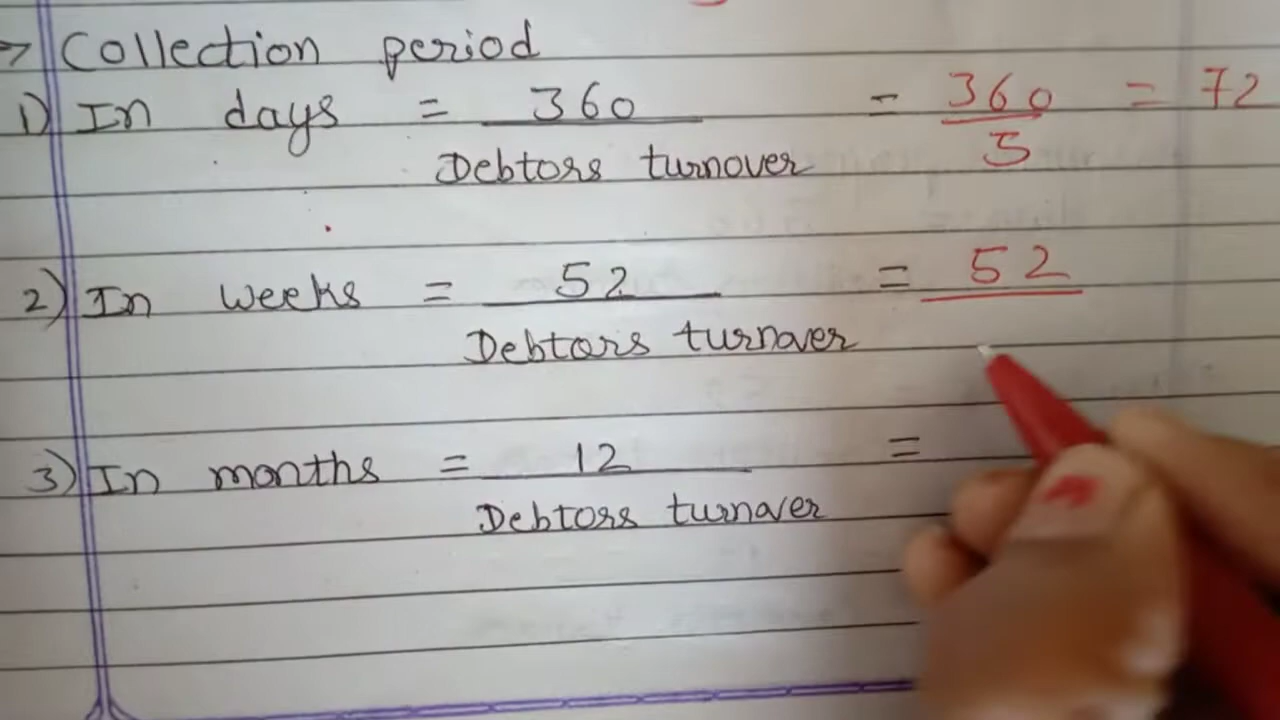 → Collection period
1) In days = 360 = 360 = 72
Debtors turnover 5
2) In weeks = 52 = 52
Debtors turnover
3) In months = 12 =
Debtors turnover